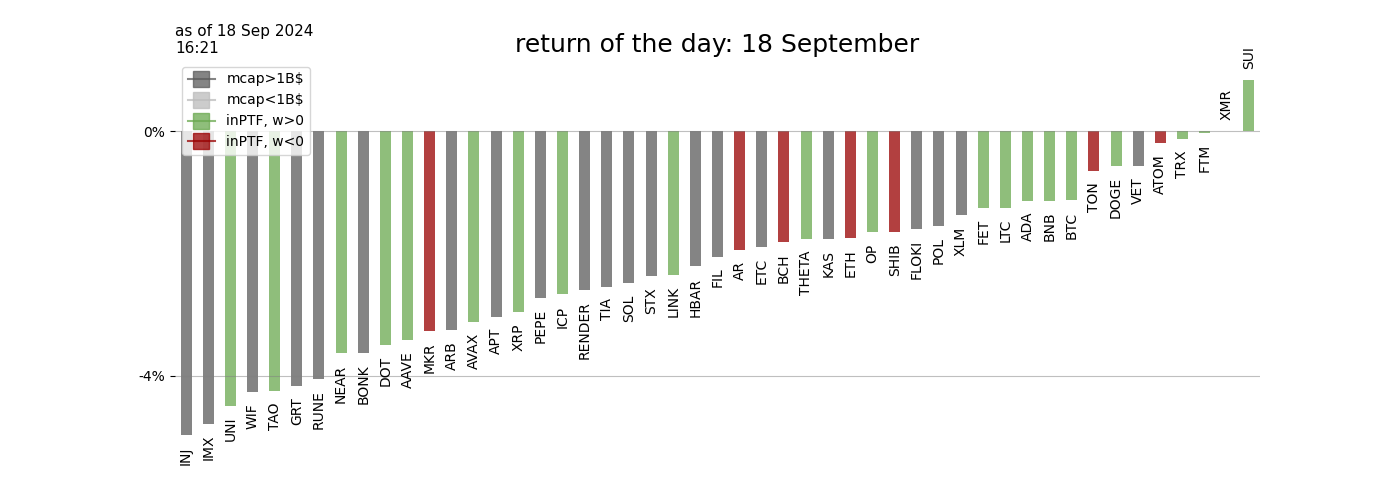 as of 18 Sep 2024
16:21
return of the day: 18 September
mcap>1B$
mcap<1B$
inPTF, w>0
inPTF, w<0
0%
-4%
INJ
IMX
UNI
WIF
TAO
GRT
RUNE
NEAR
BONK
DOT
AAVE
MKR
ARB
AVAX
APT
XRP
PEPE
ICP
RENDER
TIA
SOL
STX
LINK
HBAR
FIL
AR
ETC
BCH
THETA
KAS
ETH
OP
SHIB
FLOKI
POL
XLM
FET
LTC
ADA
BNB
BTC
TON
DOGE
VET
ATOM
TRX
FTM
XMR
SUI